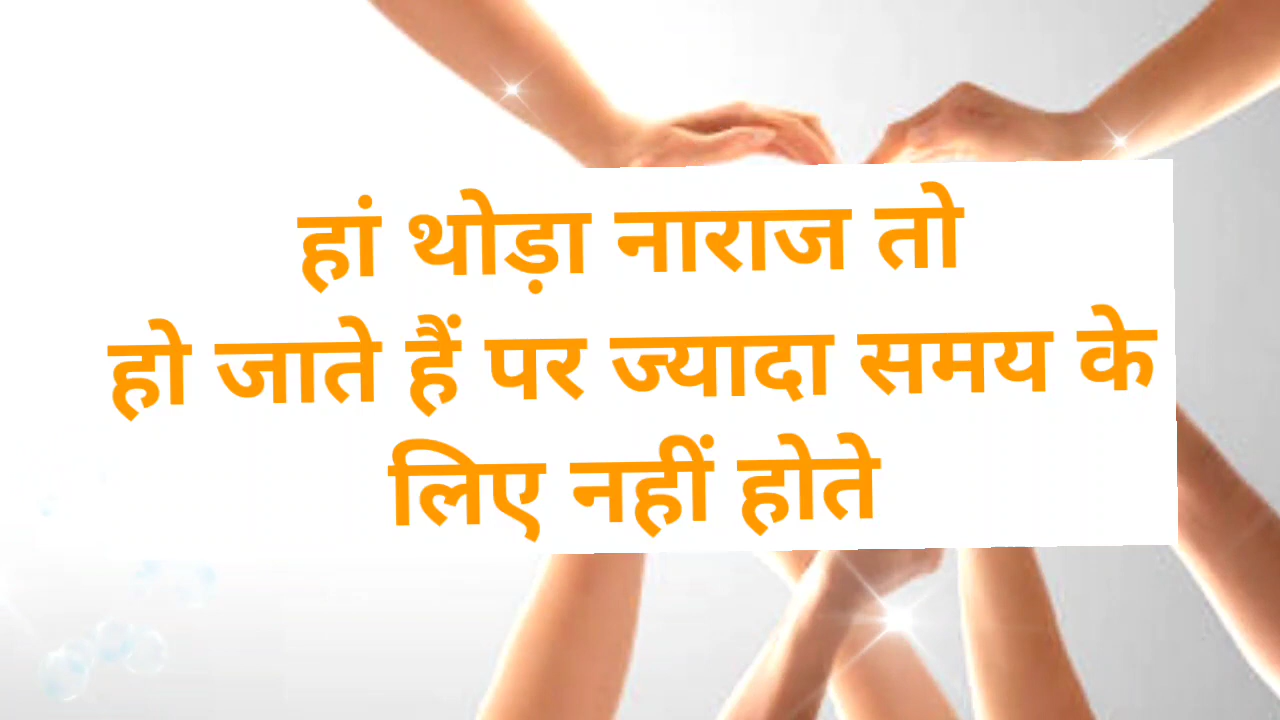 हां थोड़ा नाराज तो
हो जाते हैं पर ज्यादा समय के
लिए नहीं होते